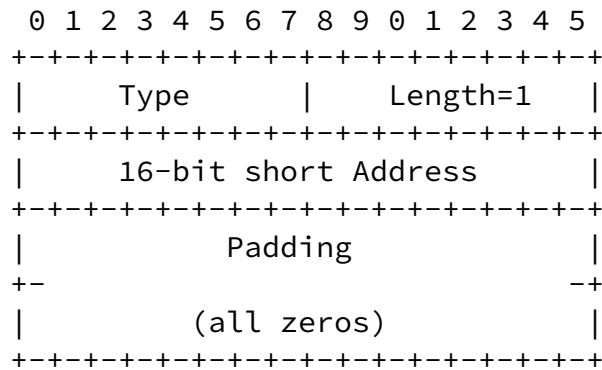 0 1 2 3 4 5 6 7 8 9 0 1 2 3 4 5
+-+-+-+-+-+-+-+-+-+-+-+-+-+-+-+-+
|     Type      |    Length=1   |
+-+-+-+-+-+-+-+-+-+-+-+-+-+-+-+-+
|     16-bit short Address      |
+-+-+-+-+-+-+-+-+-+-+-+-+-+-+-+-+
|           Padding             |
+-                             -+
|         (all zeros)           |
+-+-+-+-+-+-+-+-+-+-+-+-+-+-+-+-+